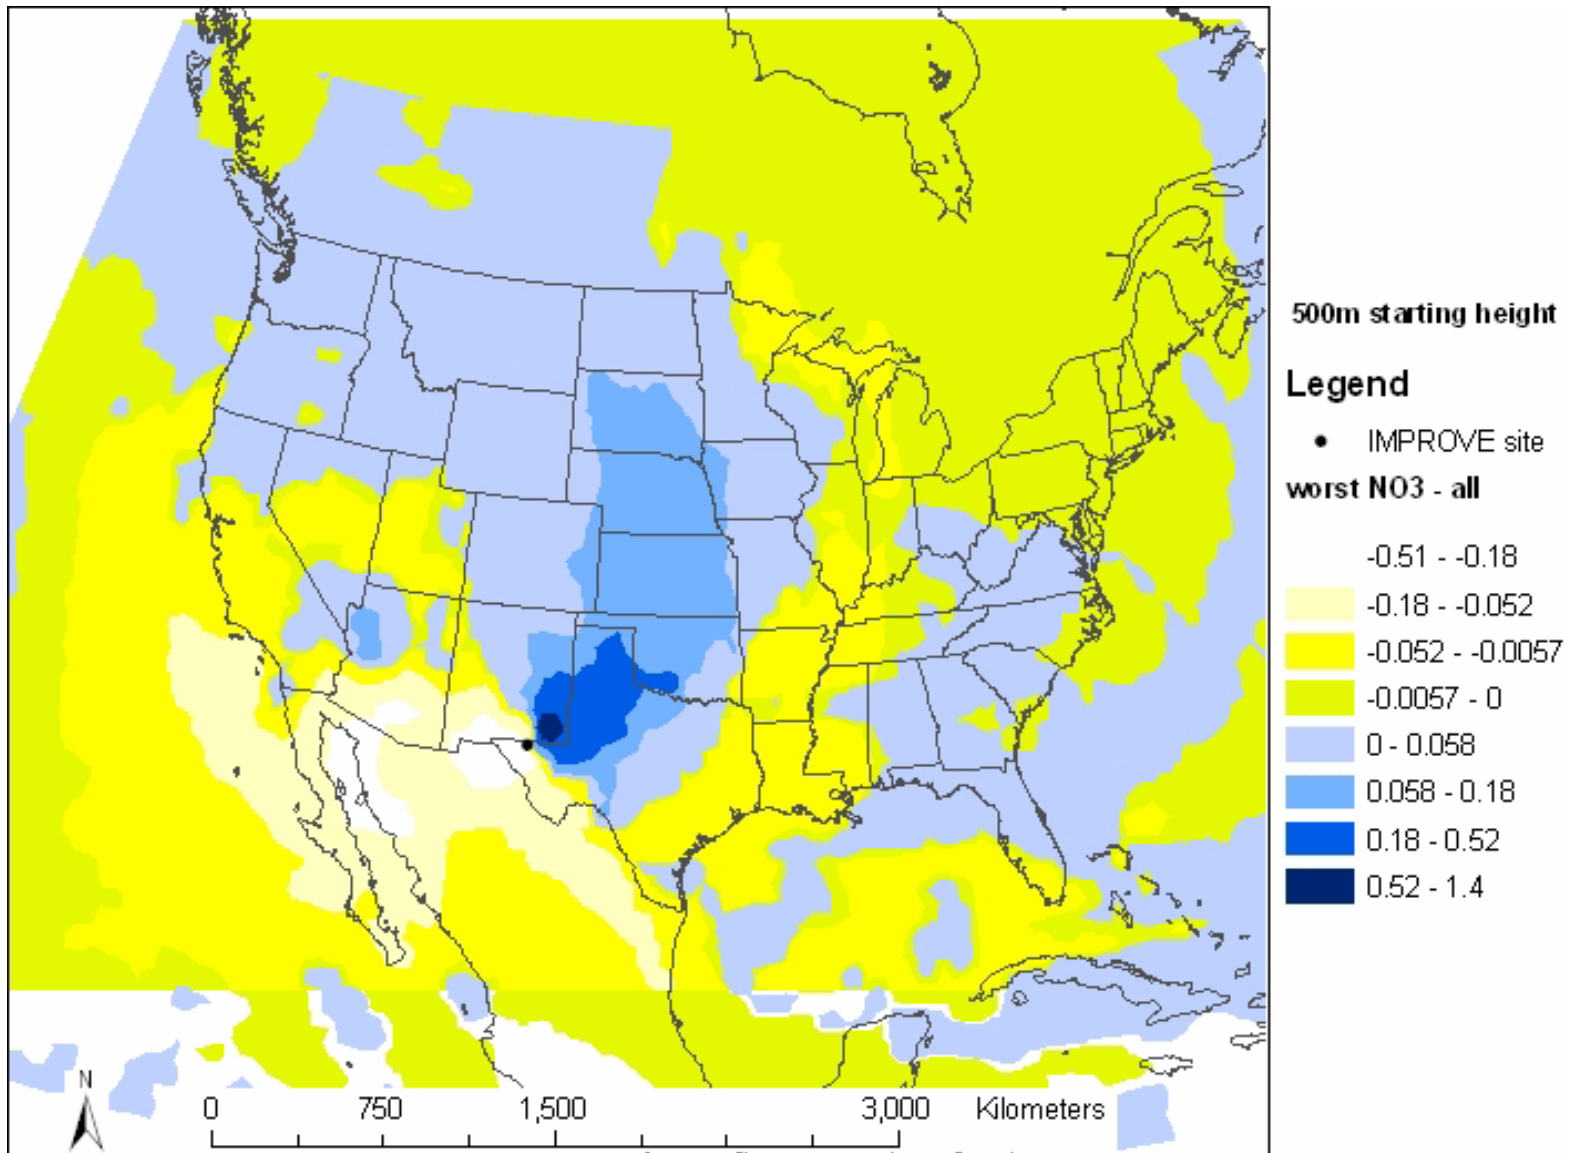 500m starting height
Legend
IMPROVE site
worst NO3 - all
-0.51 - -0.18
-0.18 - -0.052
-0.052 - -0.0057
-0.0057 - 0
0 - 0.058
0.058 - 0.18
0.18 - 0.52
0.52 - 1.4
N
0 750 1,500 3,000 Kilometers